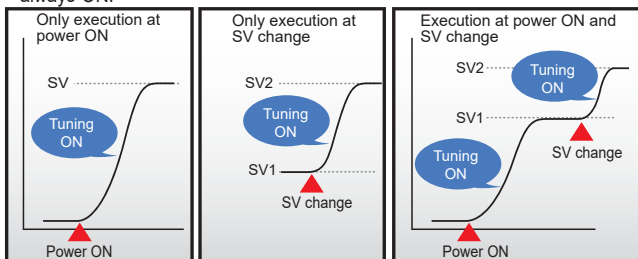 always ON.
Only execution at
power ON
SV
Tuning
ON
Power ON
Only execution at
SV change
SV2
Tuning
ON
SV1
SV change
Execution at power ON and
SV change
SV2
Tuning
ON
SV1
SV change
Tuning
ON
Power ON